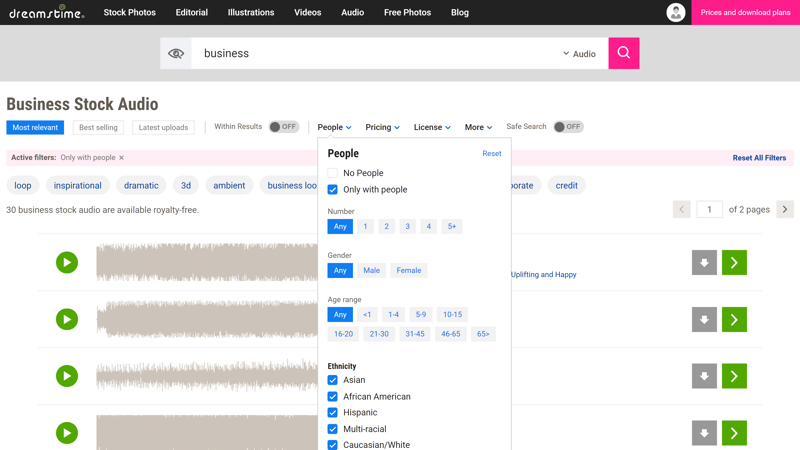 dreamstime
Stock Photos Editorial Illustrations Videos Audio Free Photos Blog Prices and download plans
business Audio
Business Stock Audio
Most relevant Best selling Latest uploads Within Results OFF People Pricing License More Safe Search OFF
Active filters: Only with people × Reset All Filters
loop inspirational dramatic 3d ambient business loo orate credit
30 business stock audio are available royalty-free. 1 of 2 pages
People Reset
No People
Only with people
Number
Any 1 2 3 4 5+
Gender
Any Male Female
Uplifting and Happy
Age range
Any <1 1-4 5-9 10-15
16-20 21-30 31-45 46-65 65>
Ethnicity
Asian
African American
Hispanic
Multi-racial
Caucasian/White